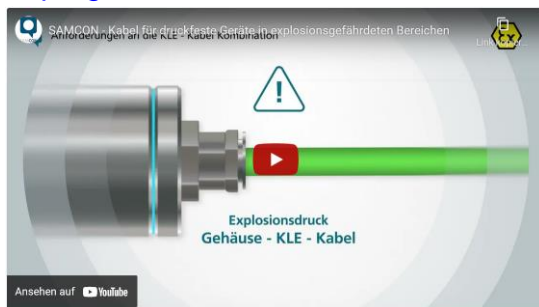 SAMCON - Kabel für druckfeste Geräte in explosionsgefährdeten Bereichen
Anforderungen an die KLE - Kabel Kombination
εx
!
Explosionsdruck
Gehäuse - KLE - Kabel
Ansehen auf YouTube